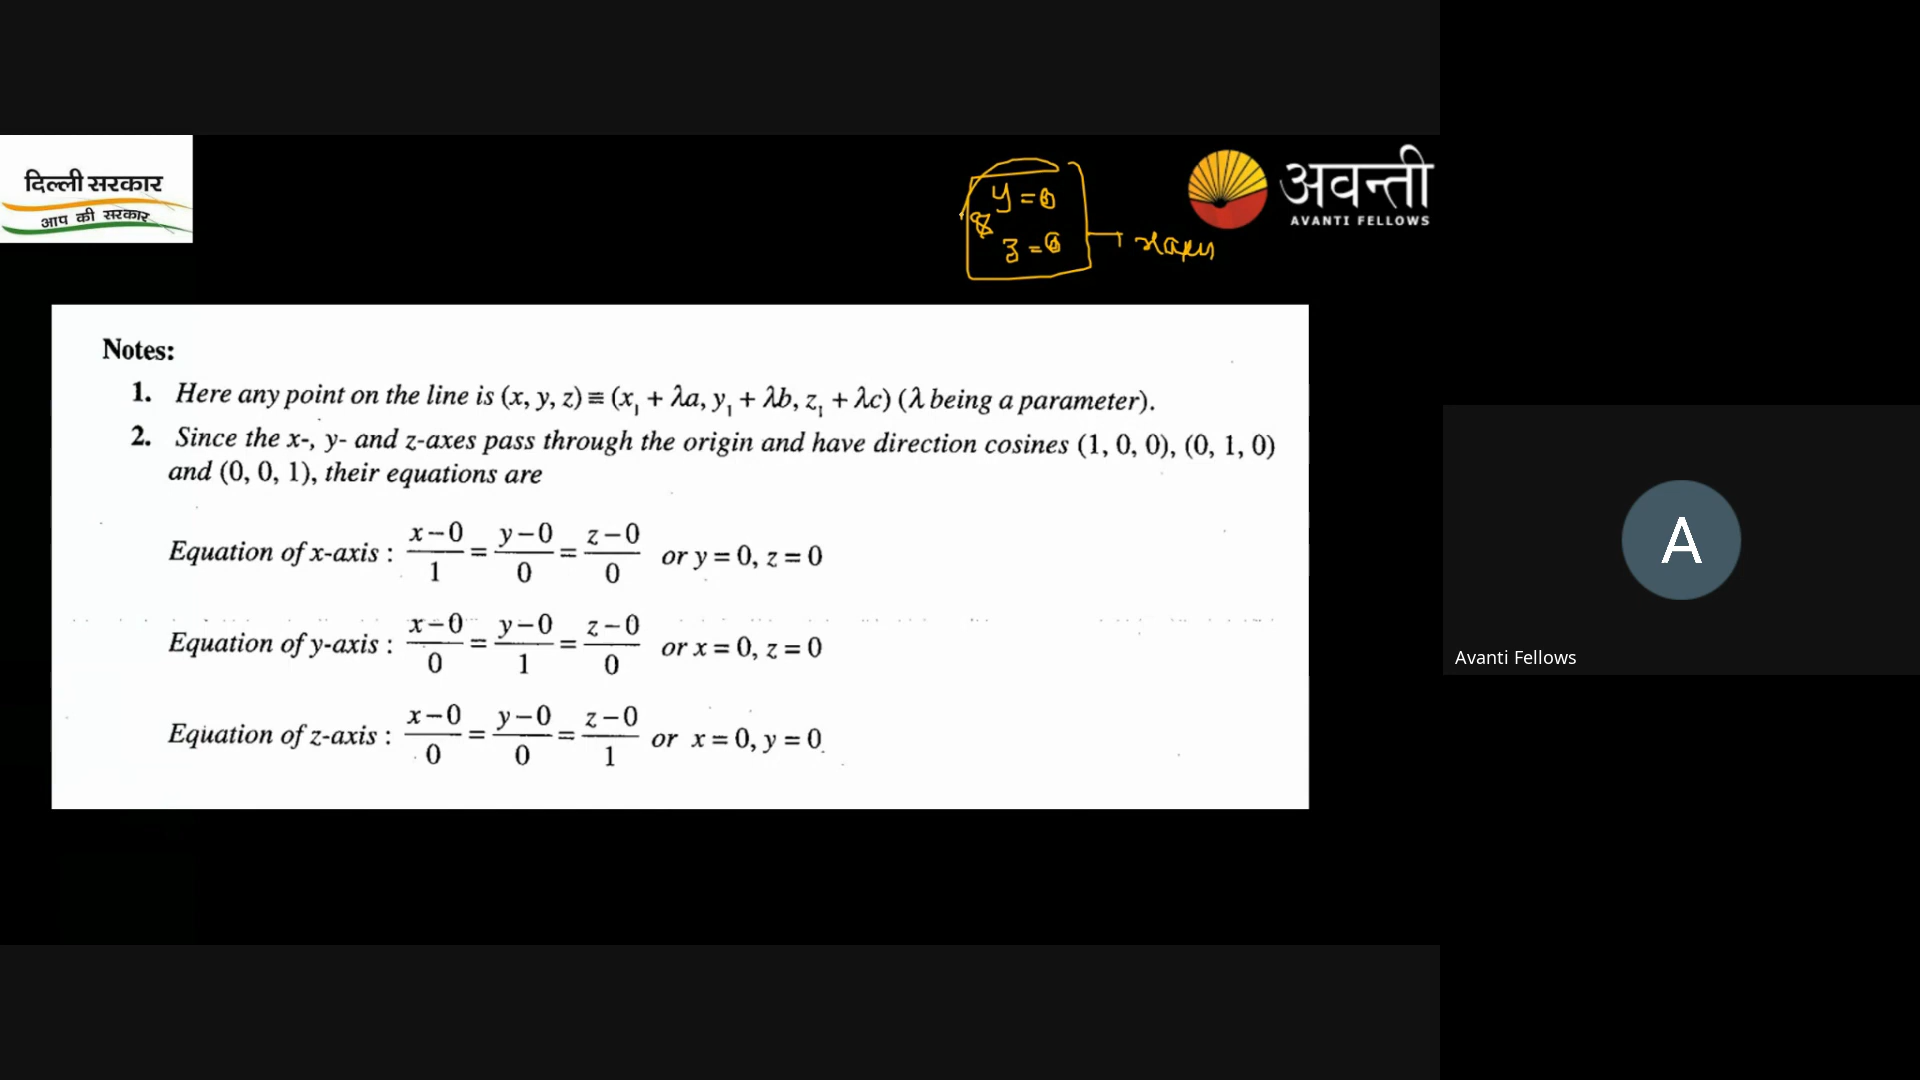 दिल्ली सरकार
आप की सरकार
y = 0
&
z = 0
x axis
अवन्ती
AVANTI FELLOWS
Notes:
1. Here any point on the line is (x, y, z) ≡ (x₁ + λa, y₁ + λb, z₁ + λc) (λ being a parameter).
2. Since the x-, y- and z-axes pass through the origin and have direction cosines (1, 0, 0), (0, 1, 0)
and (0, 0, 1), their equations are
Equation of x-axis : (x−0)/1 = (y−0)/0 = (z−0)/0 or y = 0, z = 0
Equation of y-axis : (x−0)/0 = (y−0)/1 = (z−0)/0 or x = 0, z = 0
Equation of z-axis : (x−0)/0 = (y−0)/0 = (z−0)/1 or x = 0, y = 0
A
Avanti Fellows